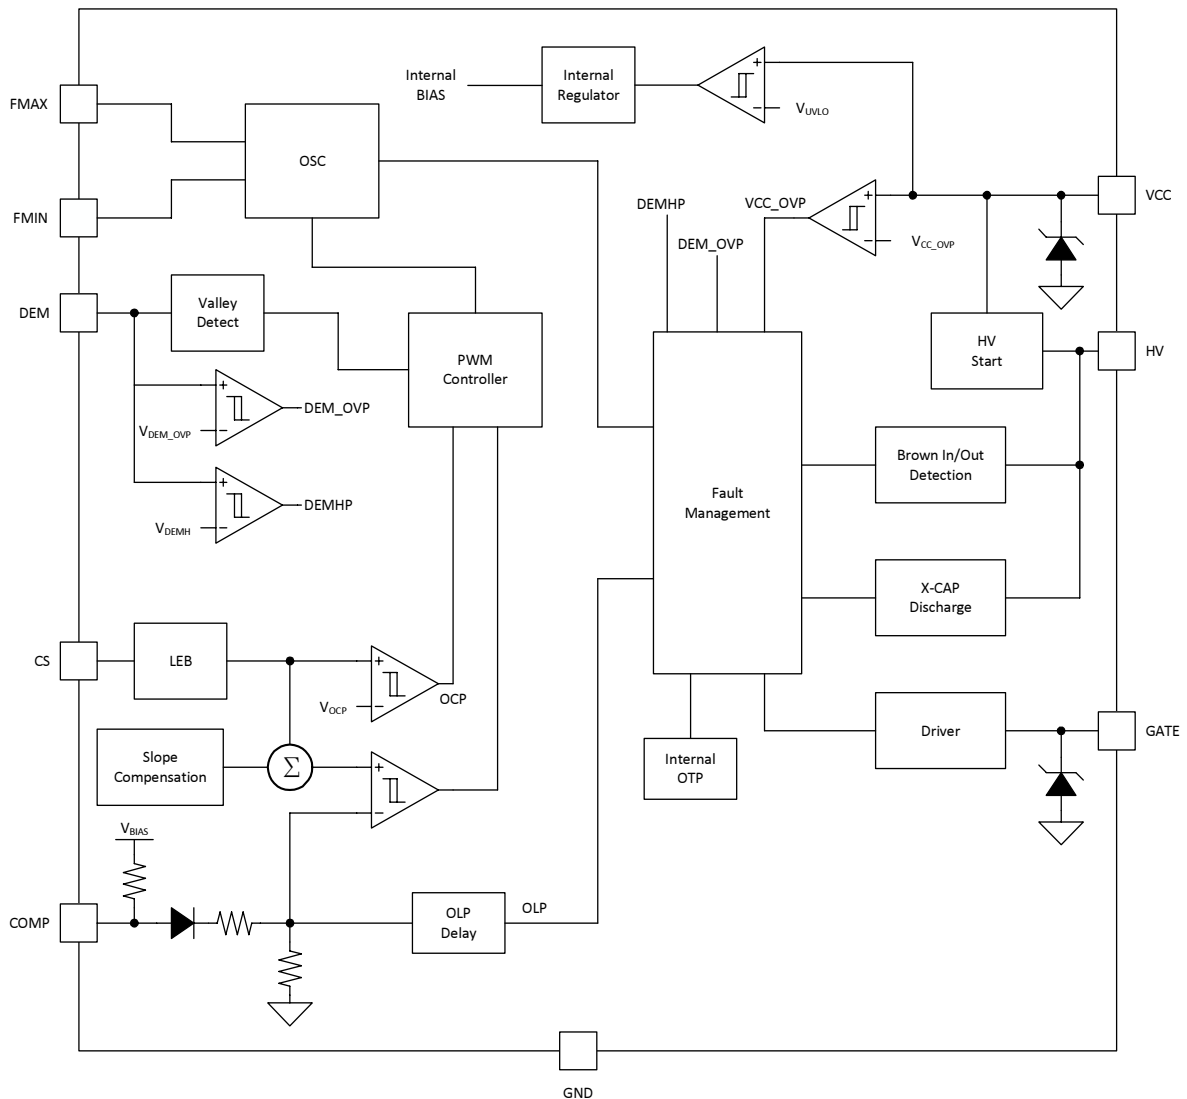 Internal
BIAS
Internal
Regulator
+
−
VUVLO
FMAX
OSC
FMIN
VCC
+
−
VCC_OVP
VCC_OVP
DEMHP
DEM_OVP
DEM
Valley
Detect
PWM
Controller
HV
Start
HV
+
−
VDEM_OVP
DEM_OVP
+
−
VDEMH
DEMHP
Brown In/Out
Detection
Fault
Management
X-CAP
Discharge
CS
LEB
+
−
VOCP
OCP
Slope
Compensation
Σ
+
−
Internal
OTP
Driver
GATE
VBIAS
COMP
OLP
Delay
OLP
GND